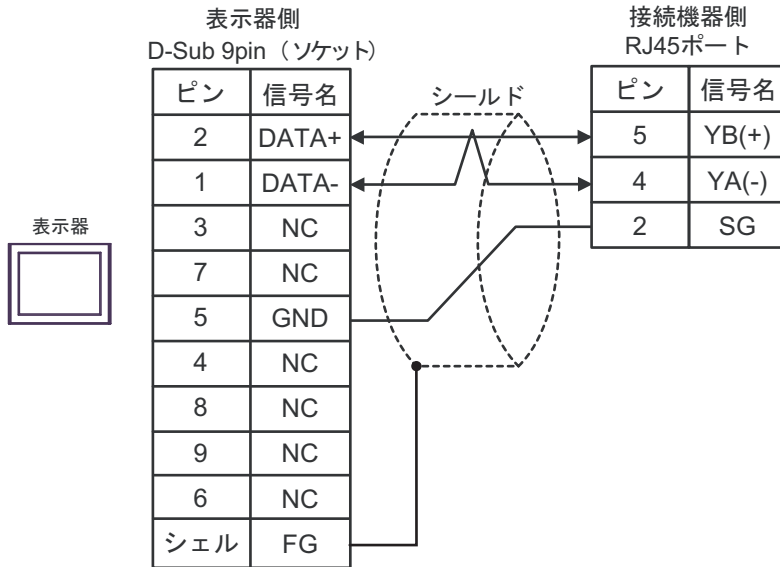 表示器側
D-Sub 9pin（ソケット）
ピン 信号名
2 DATA+
1 DATA-
3 NC
7 NC
5 GND
4 NC
8 NC
9 NC
6 NC
シェル FG
シールド
接続機器側
RJ45ポート
ピン 信号名
5 YB(+)
4 YA(-)
2 SG
表示器